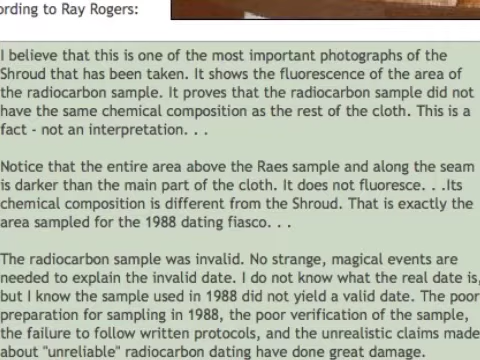 ording to Ray Rogers:
I believe that this is one of the most important photographs of the
Shroud that has been taken. It shows the fluorescence of the area of
the radiocarbon sample. It proves that the radiocarbon sample did not
have the same chemical composition as the rest of the cloth. This is a
fact - not an interpretation. . .
Notice that the entire area above the Raes sample and along the seam
is darker than the main part of the cloth. It does not fluoresce. . .Its
chemical composition is different from the Shroud. That is exactly the
area sampled for the 1988 dating fiasco. . .
The radiocarbon sample was invalid. No strange, magical events are
needed to explain the invalid date. I do not know what the real date is,
but I know the sample used in 1988 did not yield a valid date. The poor
preparation for sampling in 1988, the poor verification of the sample,
the failure to follow written protocols, and the unrealistic claims made
about "unreliable" radiocarbon dating have done great damage.